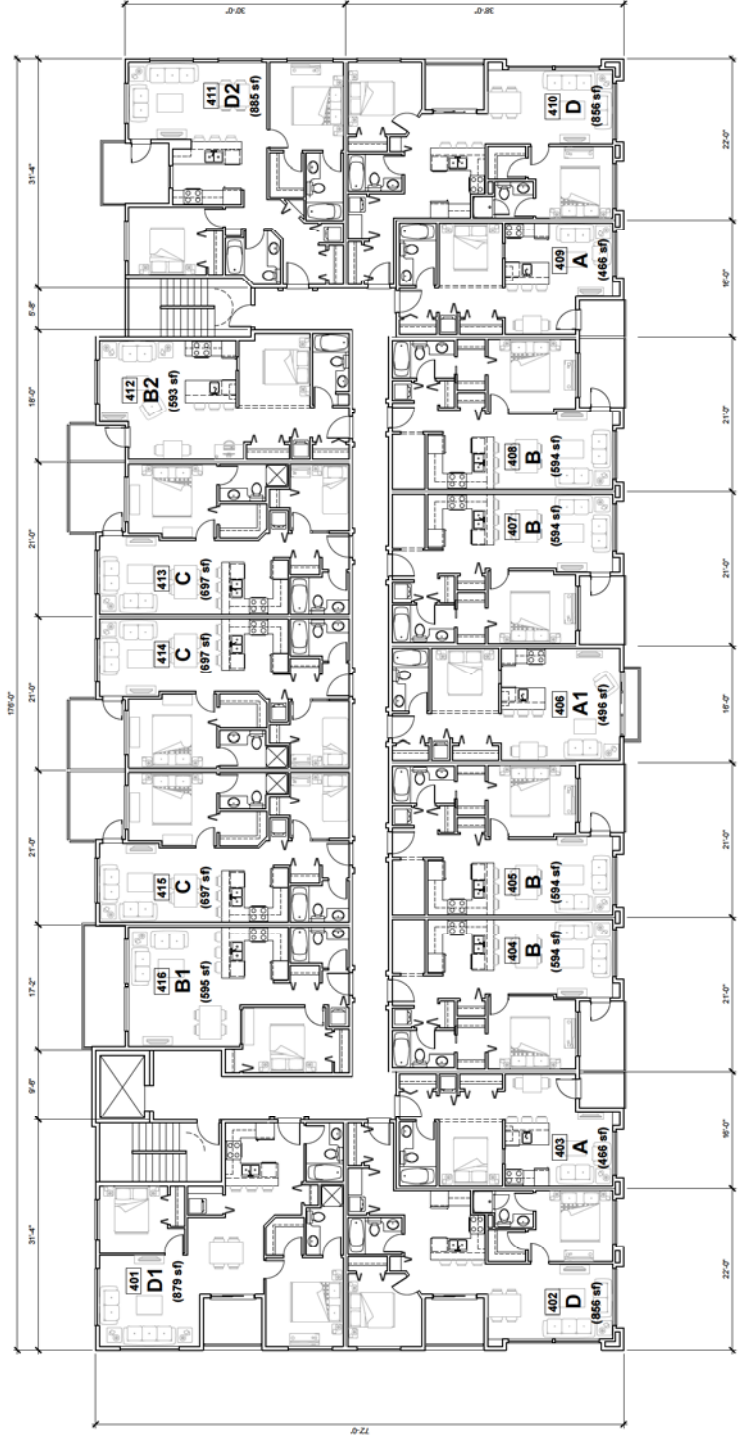 176'-0"
31'-4"
9'-6"
17'-2"
21'-0"
21'-0"
21'-0"
18'-0"
5'-8"
31'-4"
72'-0"
30'-0"
38'-0"
401
D1
(879 sf)
416
B1
(595 sf)
415
C
(697 sf)
414
C
(697 sf)
413
C
(697 sf)
412
B2
(593 sf)
411
D2
(885 sf)
402
D
(856 sf)
403
A
(466 sf)
404
B
(594 sf)
405
B
(594 sf)
406
A1
(496 sf)
407
B
(594 sf)
408
B
(594 sf)
409
A
(466 sf)
410
D
(856 sf)
22'-0"
16'-0"
21'-0"
21'-0"
16'-0"
21'-0"
21'-0"
16'-0"
22'-0"